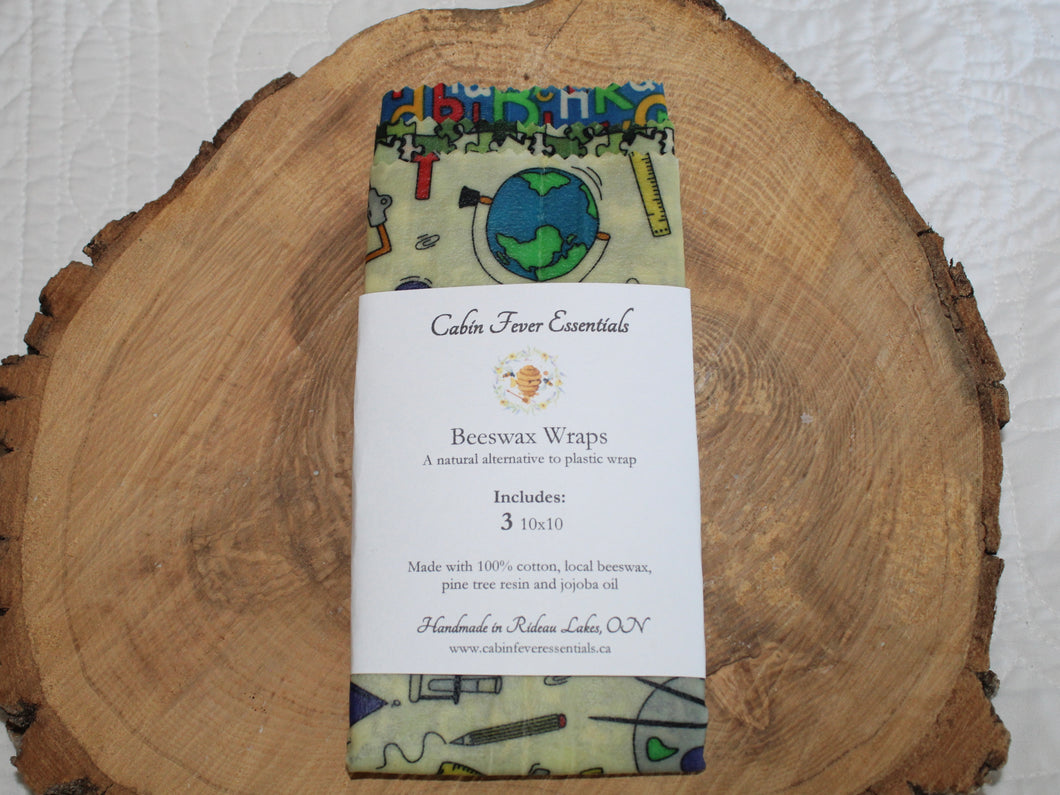 T
Cabin Fever Essentials
Beeswax Wraps
A natural alternative to plastic wrap
Includes:
3 10x10
Made with 100% cotton, local beeswax,
pine tree resin and jojoba oil
Handmade in Rideau Lakes, ON
www.cabinfeveressentials.ca